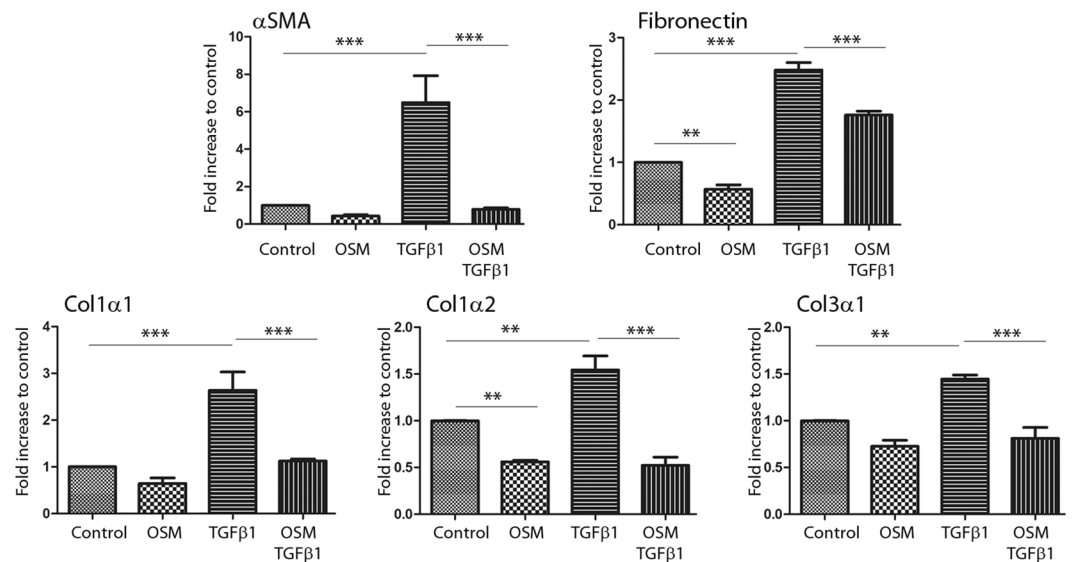 αSMA
Fold increase to control
10
8
6
4
2
0
***
***
Control
OSM
TGFβ1
OSM
TGFβ1
Fibronectin
Fold increase to control
3
2
1
0
***
***
**
Control
OSM
TGFβ1
OSM
TGFβ1
Col1α1
Fold increase to control
4
3
2
1
0
***
***
Control
OSM
TGFβ1
OSM
TGFβ1
Col1α2
Fold increase to control
2.0
1.5
1.0
0.5
0.0
**
***
**
Control
OSM
TGFβ1
OSM
TGFβ1
Col3α1
Fold increase to control
2.0
1.5
1.0
0.5
0.0
**
***
Control
OSM
TGFβ1
OSM
TGFβ1